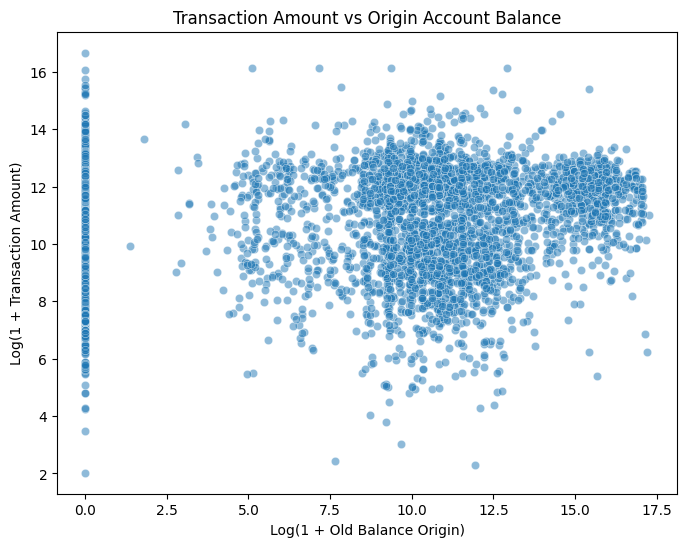 Transaction Amount vs Origin Account Balance
Log(1 + Transaction Amount)
16
14
12
10
8
6
4
2
0.0 2.5 5.0 7.5 10.0 12.5 15.0 17.5
Log(1 + Old Balance Origin)